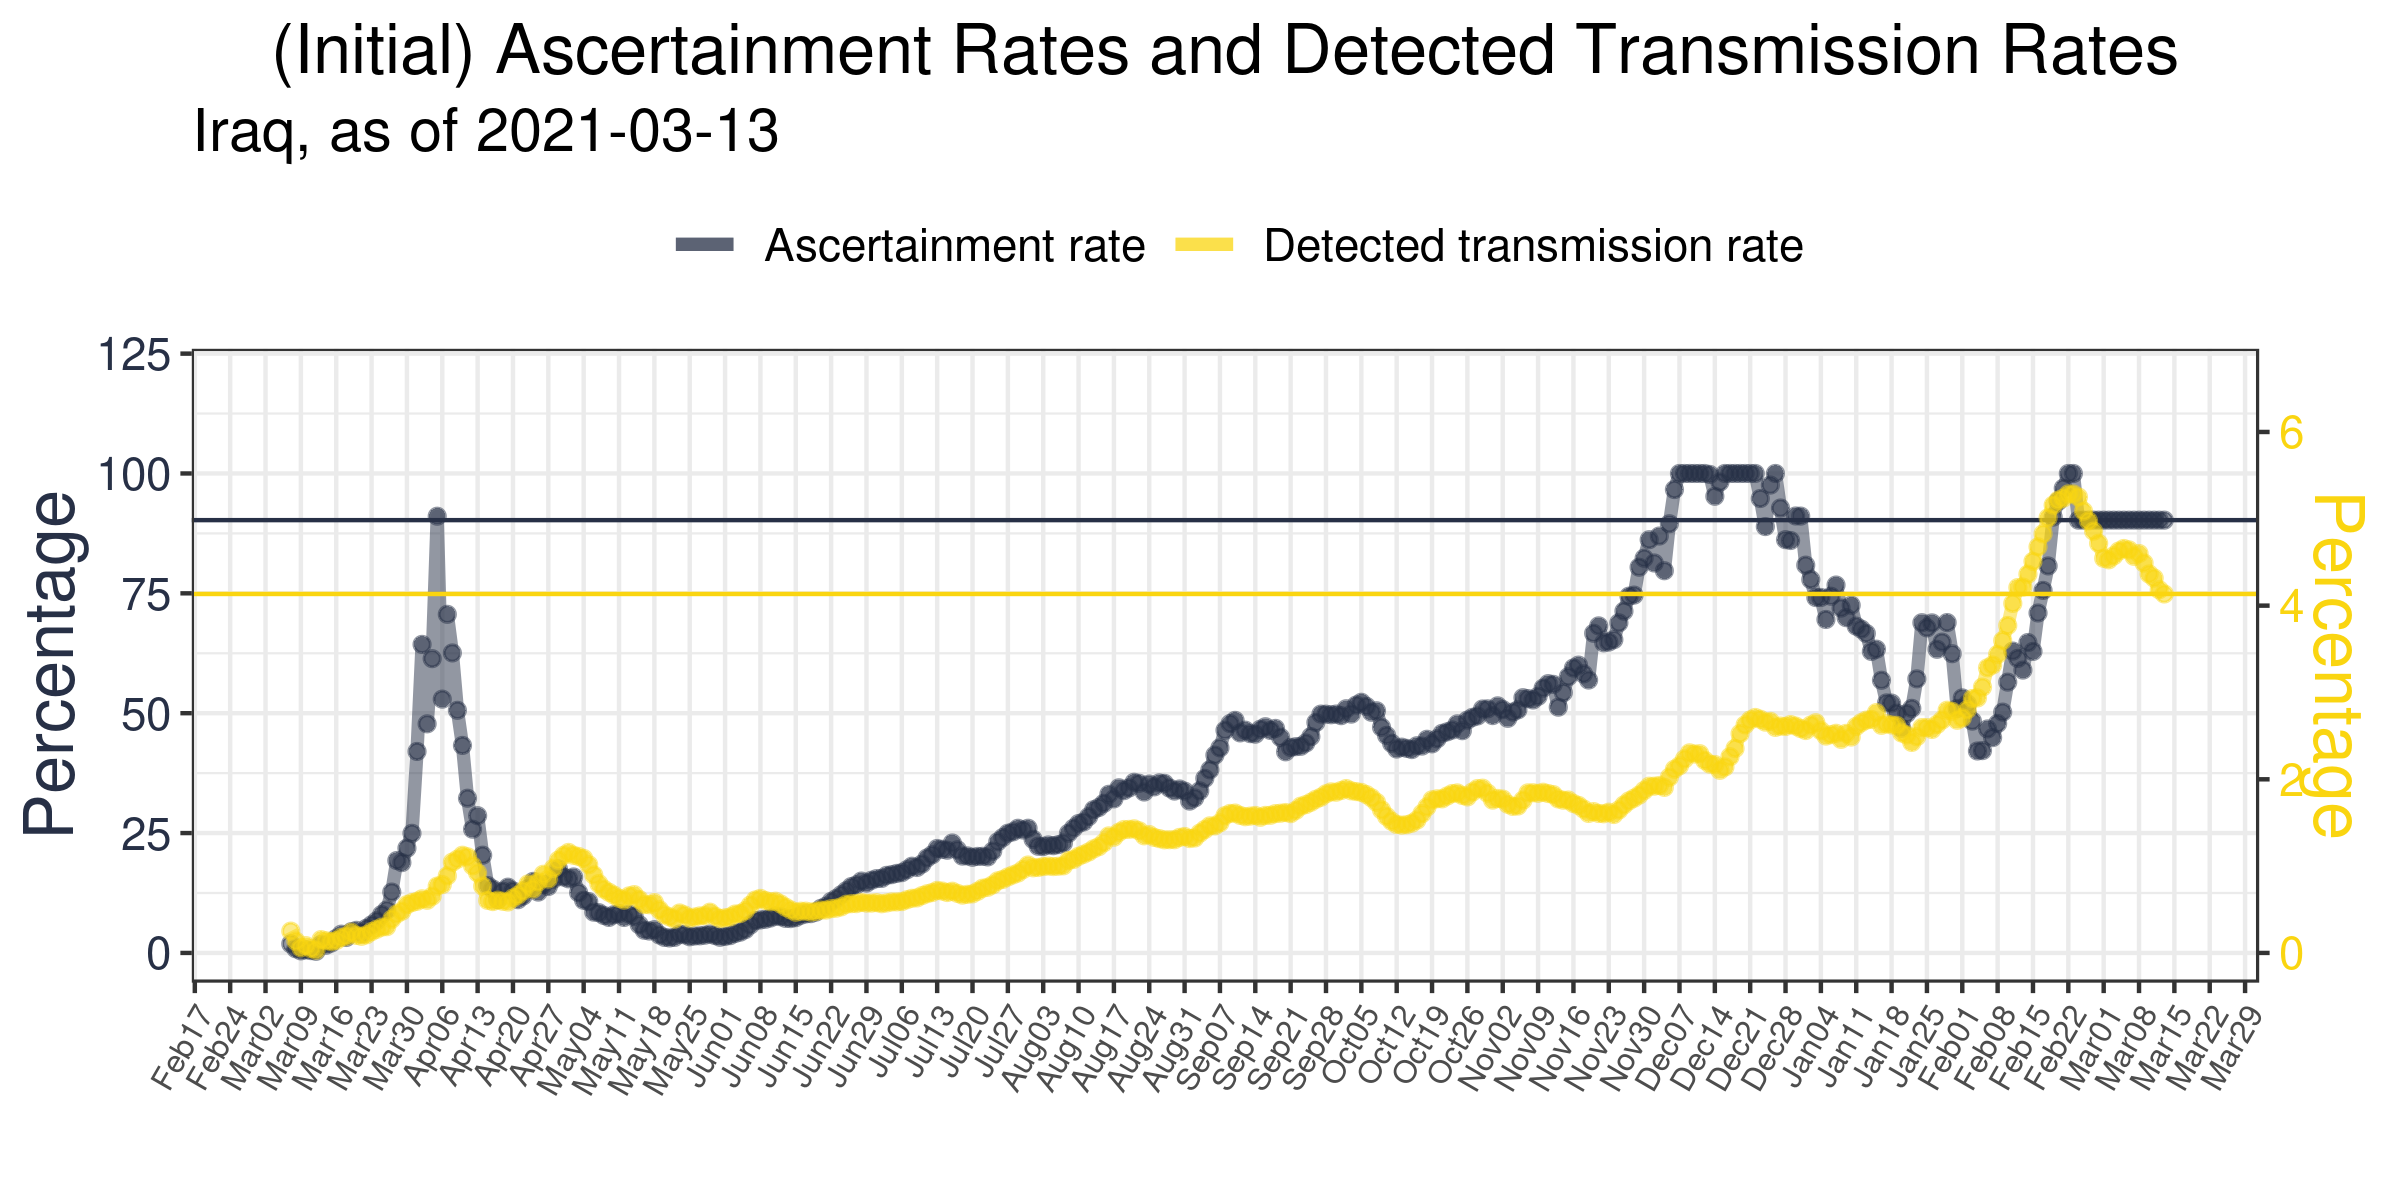 (Initial) Ascertainment Rates and Detected Transmission Rates
Iraq, as of 2021-03-13
Ascertainment rate
Detected transmission rate
Percentage
125
100
75
50
25
0
6
4
2
0
Percentage
Feb17
Feb24
Mar02
Mar09
Mar16
Mar23
Mar30
Apr06
Apr13
Apr20
Apr27
May04
May11
May18
May25
Jun01
Jun08
Jun15
Jun22
Jun29
Jul06
Jul13
Jul20
Jul27
Aug03
Aug10
Aug17
Aug24
Aug31
Sep07
Sep14
Sep21
Sep28
Oct05
Oct12
Oct19
Oct26
Nov02
Nov09
Nov16
Nov23
Nov30
Dec07
Dec14
Dec21
Dec28
Jan04
Jan11
Jan18
Jan25
Feb01
Feb08
Feb15
Feb22
Mar01
Mar08
Mar15
Mar22
Mar29